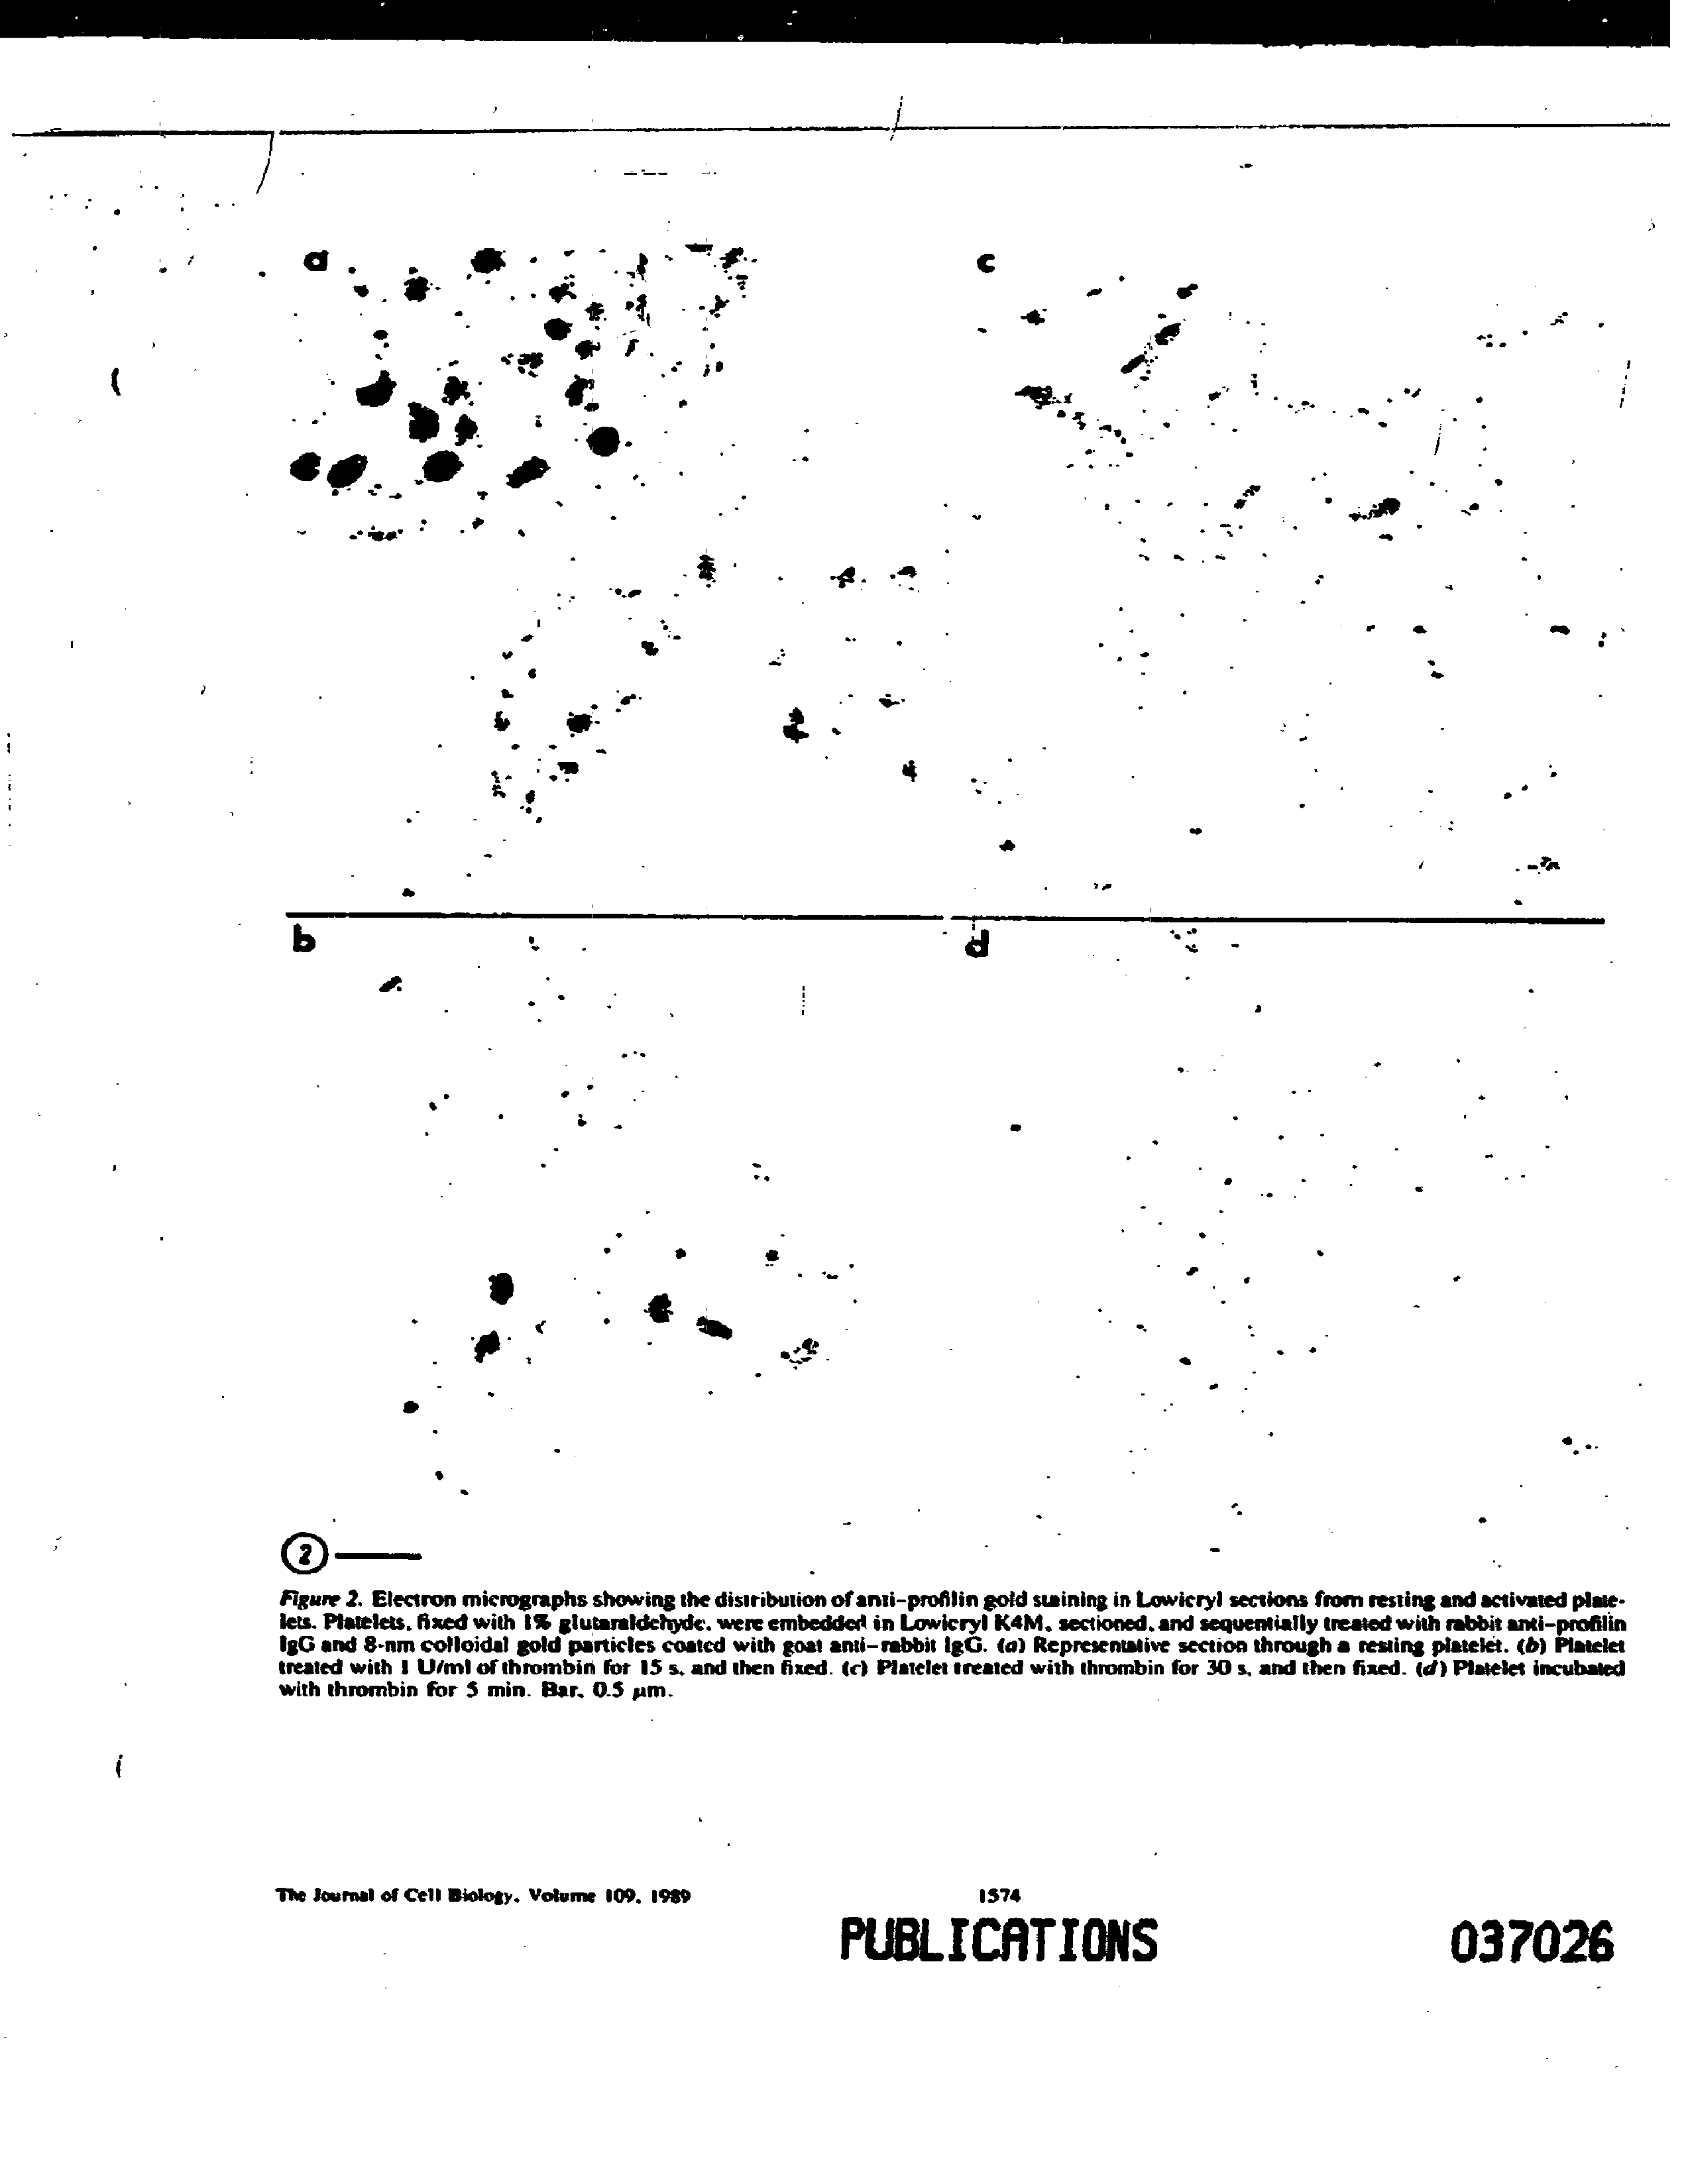 a
c
b
d
2
Figure 2. Electron micrographs showing the distribution of anti-profilin gold staining in Lowicryl sections from resting and activated plate-
lets. Platelets, fixed with 1% glutaraldehyde, were embedded in Lowicryl K4M, sectioned, and sequentially treated with rabbit anti-profilin
IgG and 8-nm colloidal gold particles coated with goat anti-rabbit IgG. (a) Representative section through a resting platelet. (b) Platelet
treated with 1 U/ml of thrombin for 15 s, and then fixed. (c) Platelet treated with thrombin for 30 s, and then fixed. (d) Platelet incubated
with thrombin for 5 min. Bar, 0.5 μm.
The Journal of Cell Biology, Volume 109, 1989
1574
PUBLICATIONS
037026